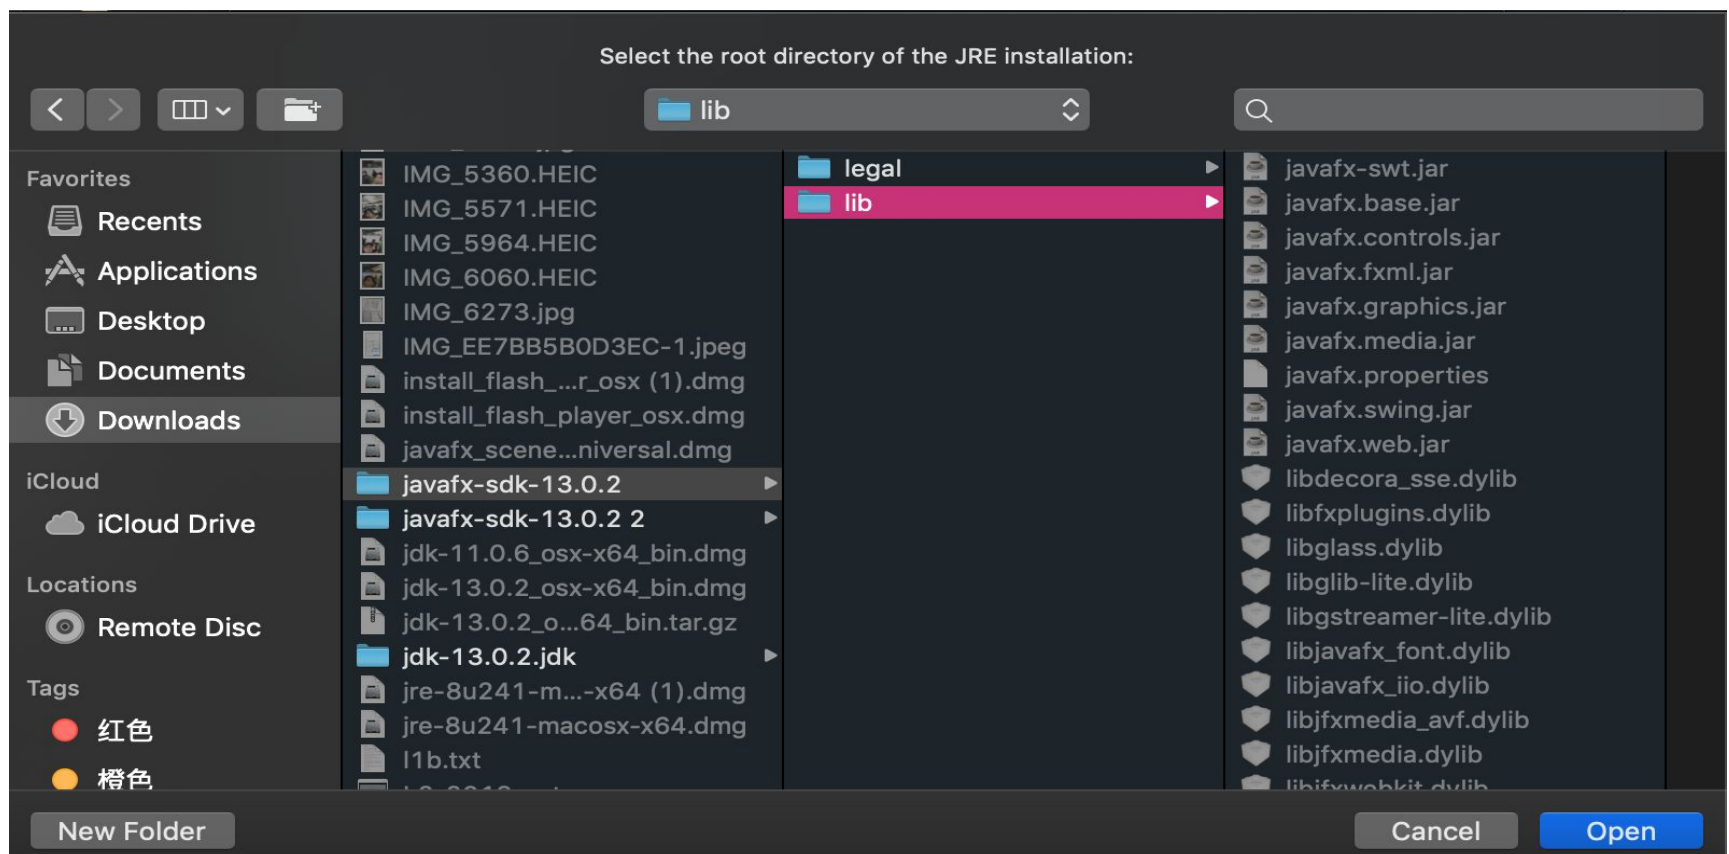 Select the root directory of the JRE installation:
lib
Favorites
Recents
Applications
Desktop
Documents
Downloads
iCloud
iCloud Drive
Locations
Remote Disc
Tags
红色
橙色
IMG_5360.HEIC
IMG_5571.HEIC
IMG_5964.HEIC
IMG_6060.HEIC
IMG_6273.jpg
IMG_EE7BB5B0D3EC-1.jpeg
install_flash_...r_osx (1).dmg
install_flash_player_osx.dmg
javafx_scene...niversal.dmg
javafx-sdk-13.0.2
javafx-sdk-13.0.2 2
jdk-11.0.6_osx-x64_bin.dmg
jdk-13.0.2_osx-x64_bin.dmg
jdk-13.0.2_o...64_bin.tar.gz
jdk-13.0.2.jdk
jre-8u241-m...-x64 (1).dmg
jre-8u241-macosx-x64.dmg
l1b.txt
legal
lib
javafx-swt.jar
javafx.base.jar
javafx.controls.jar
javafx.fxml.jar
javafx.graphics.jar
javafx.media.jar
javafx.properties
javafx.swing.jar
javafx.web.jar
libdecora_sse.dylib
libfxplugins.dylib
libglass.dylib
libglib-lite.dylib
libgstreamer-lite.dylib
libjavafx_font.dylib
libjavafx_iio.dylib
libjfxmedia_avf.dylib
libjfxmedia.dylib
libjfxwebkit.dylib
New Folder
Cancel
Open